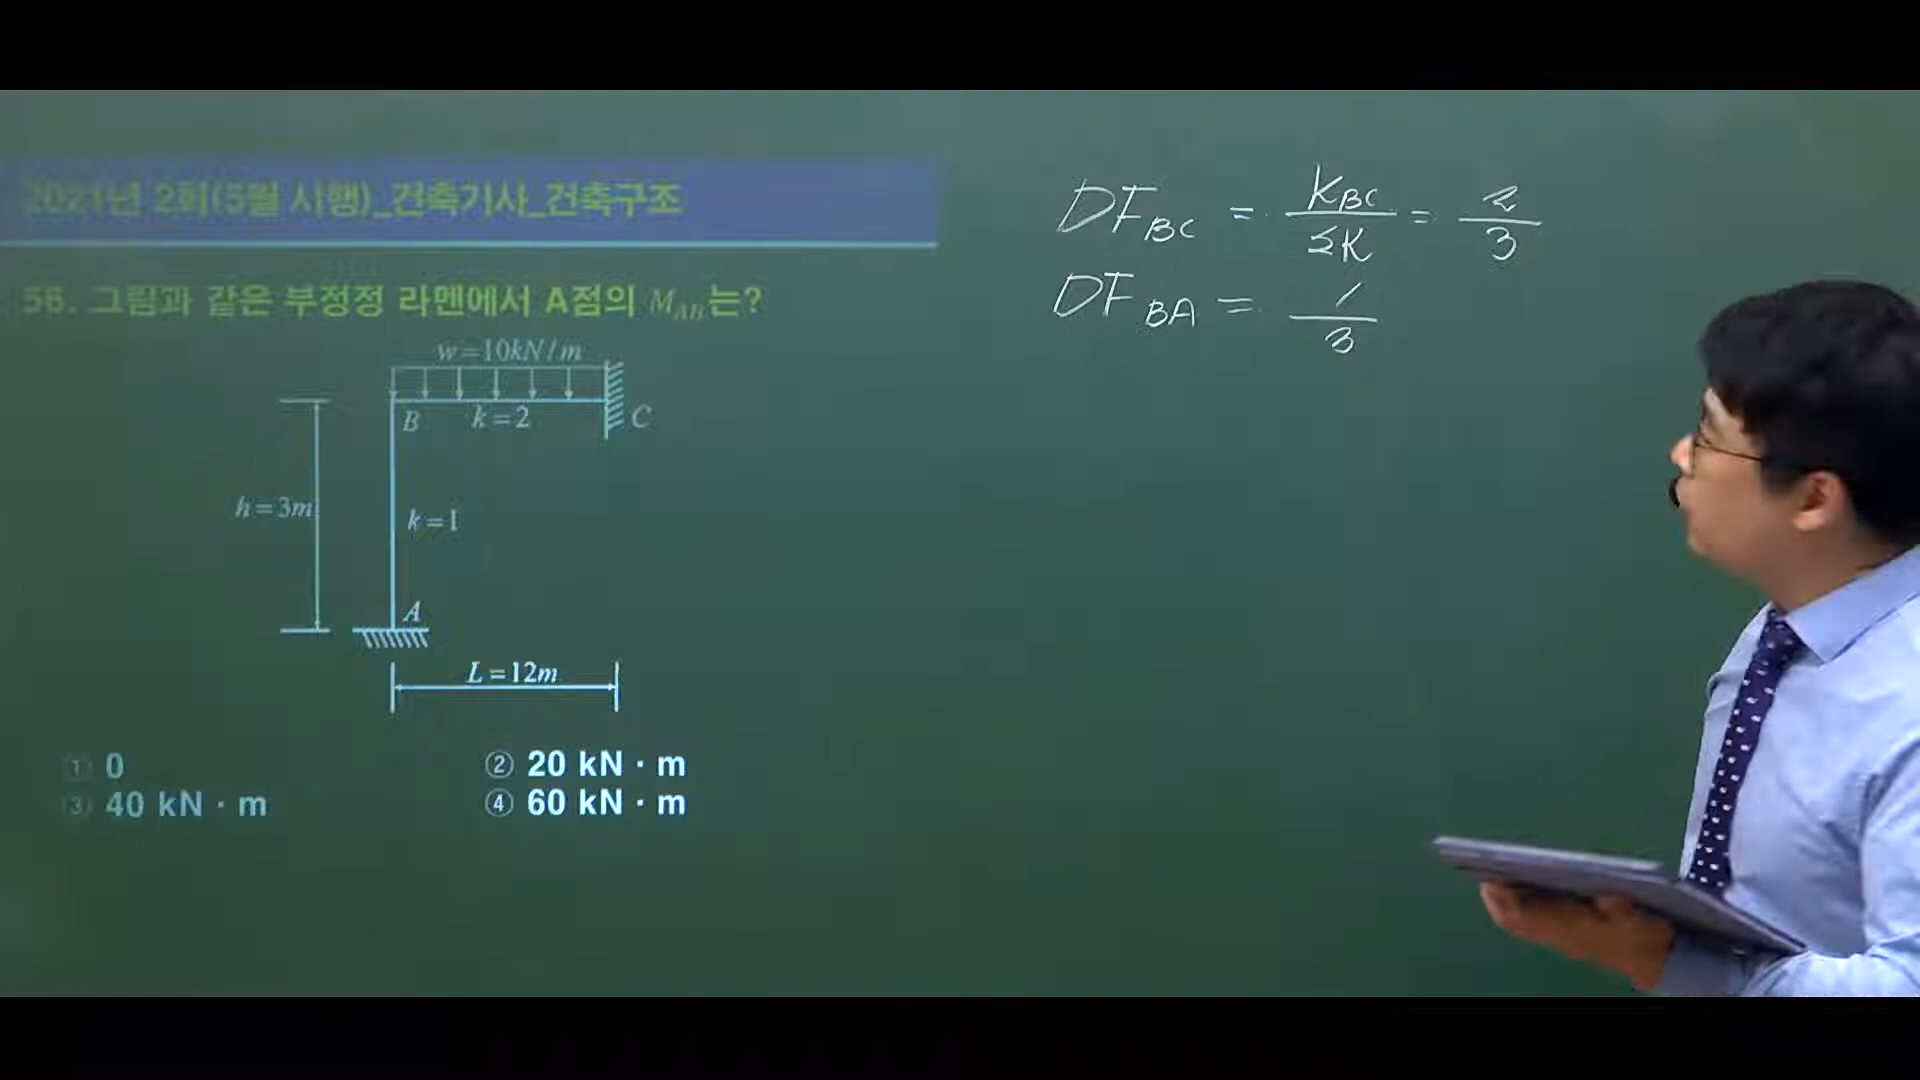 2021년 2회(5월 시행)_건축기사_건축구조
56. 그림과 같은 부정정 라멘에서 A점의 M_AB는?
w=10kN/m
B k=2 C
h=3m
k=1
A
L=12m
① 0 ② 20 kN·m
③ 40 kN·m ④ 60 kN·m
DF_BC = K_BC/ΣK = 2/3
DF_BA = 1/3